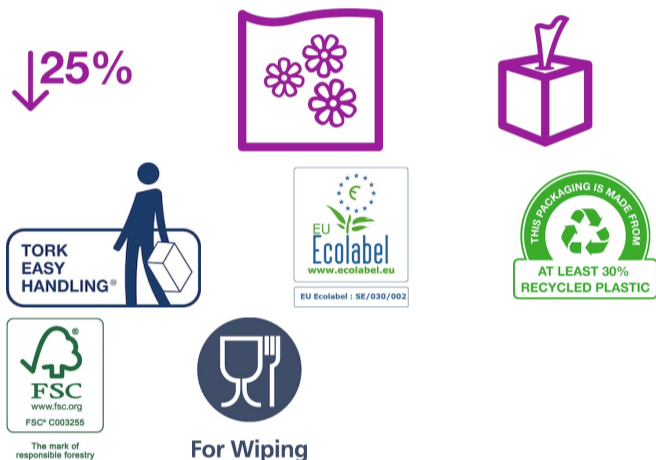 25%
TORK
EASY
HANDLING®
EU
Ecolabel
www.ecolabel.eu
EU Ecolabel : SE/030/002
THIS PACKAGING IS MADE FROM
AT LEAST 30%
RECYCLED PLASTIC
®
FSC
www.fsc.org
FSC® C003255
The mark of
responsible forestry
For Wiping